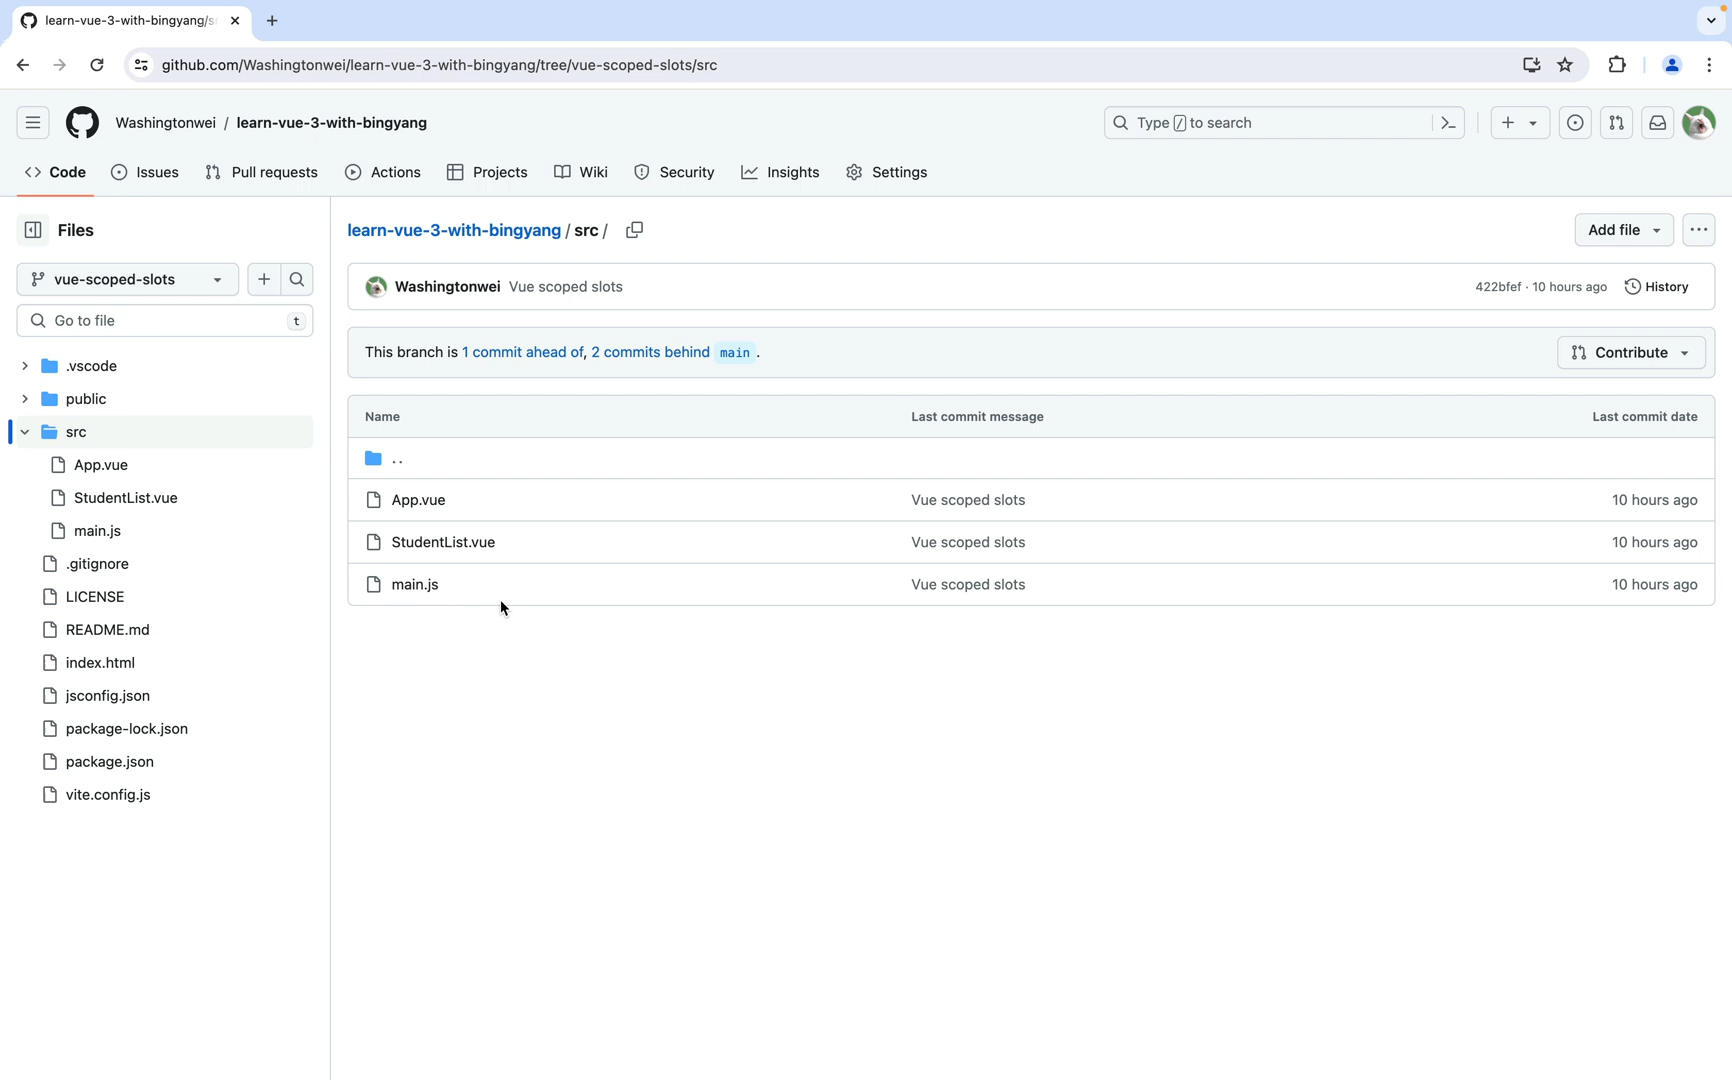 learn-vue-3-with-bingyang/s
github.com/Washingtonwei/learn-vue-3-with-bingyang/tree/vue-scoped-slots/src
Washingtonwei / learn-vue-3-with-bingyang
Type / to search
Code
Issues
Pull requests
Actions
Projects
Wiki
Security
Insights
Settings
Files
vue-scoped-slots
Go to file
t
.vscode
public
src
App.vue
StudentList.vue
main.js
.gitignore
LICENSE
README.md
index.html
jsconfig.json
package-lock.json
package.json
vite.config.js
learn-vue-3-with-bingyang / src /
Add file
Washingtonwei Vue scoped slots
422bfef · 10 hours ago
History
This branch is 1 commit ahead of, 2 commits behind main .
Contribute
Name Last commit message Last commit date
..
App.vue Vue scoped slots 10 hours ago
StudentList.vue Vue scoped slots 10 hours ago
main.js Vue scoped slots 10 hours ago